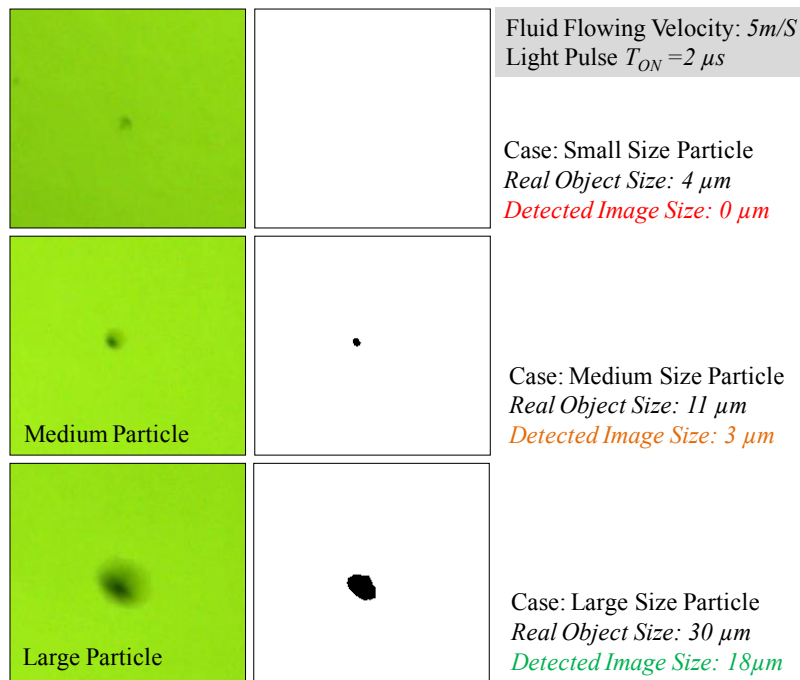 Fluid Flowing Velocity: 5m/S
Light Pulse T_ON =2 µs
Case: Small Size Particle
Real Object Size: 4 µm
Detected Image Size: 0 µm
Medium Particle
Case: Medium Size Particle
Real Object Size: 11 µm
Detected Image Size: 3 µm
Large Particle
Case: Large Size Particle
Real Object Size: 30 µm
Detected Image Size: 18µm